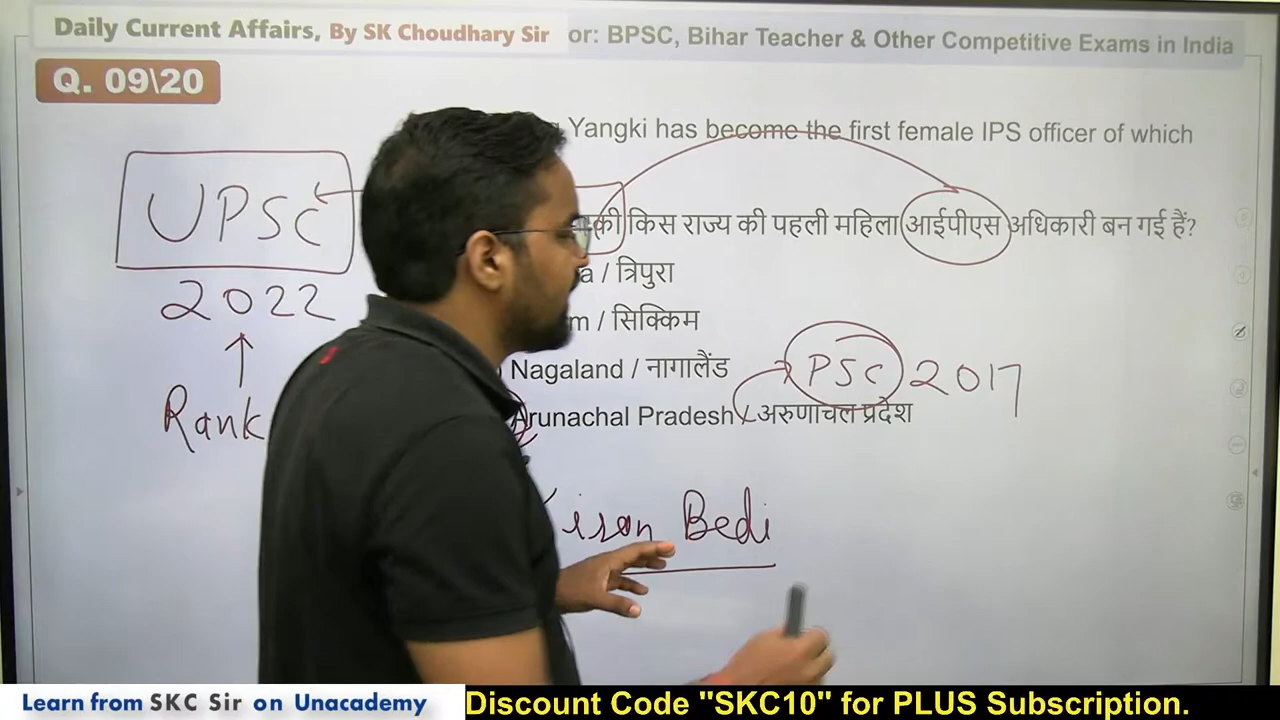 Daily Current Affairs, By SK Choudhary Sir or: BPSC, Bihar Teacher & Other Competitive Exams in India
Q. 09\20
Yangki has become the first female IPS officer of which
UPSC
की किस राज्य की पहली महिला आईपीएस अधिकारी बन गई हैं?
a / त्रिपुरा
2022
m / सिक्किम
Nagaland / नागालैंड
PSC 2017
Rank
Arunachal Pradesh / अरुणाचल प्रदेश
Kiran Bedi
Learn from SKC Sir on Unacademy
Discount Code "SKC10" for PLUS Subscription.